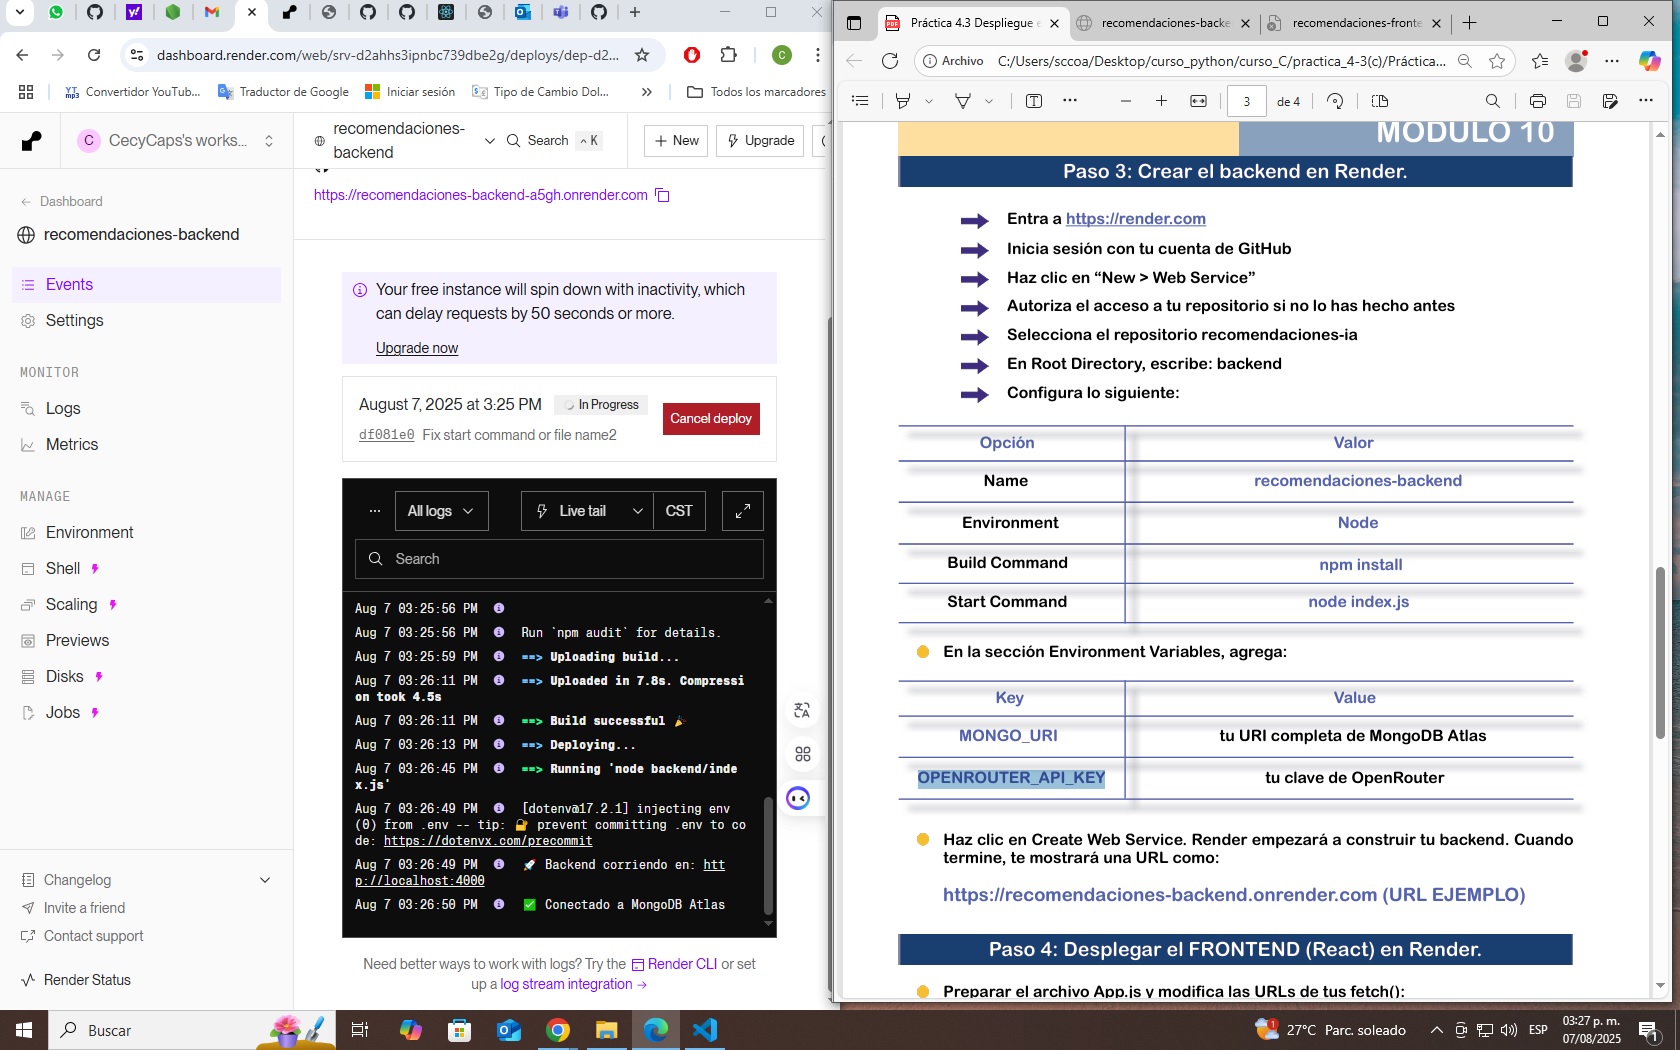 dashboard.render.com/web/srv-d2ahhs3ipnbc739dbe2g/deploys/dep-d2...
C
Convertidor YouTub...
Traductor de Google
Iniciar sesión
Tipo de Cambio Dol...
»
Todos los marcadores
C
CecyCaps's works...
recomendaciones-
backend
Search
^ K
+ New
Upgrade
← Dashboard
recomendaciones-backend
Events
Settings
MONITOR
Logs
Metrics
MANAGE
Environment
Shell
Scaling
Previews
Disks
Jobs
Changelog
Invite a friend
Contact support
Render Status
https://recomendaciones-backend-a5gh.onrender.com
Your free instance will spin down with inactivity, which
can delay requests by 50 seconds or more.
Upgrade now
August 7, 2025 at 3:25 PM
In Progress
Cancel deploy
df081e0 Fix start command or file name2
...
All logs
Live tail
CST
Search
Aug 7 03:25:56 PM
Aug 7 03:25:56 PM Run `npm audit` for details.
Aug 7 03:25:59 PM ==> Uploading build...
Aug 7 03:26:11 PM ==> Uploaded in 7.8s. Compressi
on took 4.5s
Aug 7 03:26:11 PM ==> Build successful 🎉
Aug 7 03:26:13 PM ==> Deploying...
Aug 7 03:26:45 PM ==> Running 'node backend/inde
x.js'
Aug 7 03:26:49 PM [dotenv@17.2.1] injecting env
(0) from .env -- tip: 🔐 prevent committing .env to co
de: https://dotenvx.com/precommit
Aug 7 03:26:49 PM 🚀 Backend corriendo en: htt
p://localhost:4000
Aug 7 03:26:50 PM ✅ Conectado a MongoDB Atlas
Need better ways to work with logs? Try the Render CLI or set
up a log stream integration →
Práctica 4.3 Despliegue e
recomendaciones-backe
recomendaciones-fronte
Archivo
C:/Users/sccoa/Desktop/curso_python/curso_C/practica_4-3(c)/Práctica...
3
de 4
MODULO 10
Paso 3: Crear el backend en Render.
Entra a https://render.com
Inicia sesión con tu cuenta de GitHub
Haz clic en “New > Web Service”
Autoriza el acceso a tu repositorio si no lo has hecho antes
Selecciona el repositorio recomendaciones-ia
En Root Directory, escribe: backend
Configura lo siguiente:
Opción Valor
Name recomendaciones-backend
Environment Node
Build Command npm install
Start Command node index.js
En la sección Environment Variables, agrega:
Key Value
MONGO_URI tu URI completa de MongoDB Atlas
OPENROUTER_API_KEY tu clave de OpenRouter
Haz clic en Create Web Service. Render empezará a construir tu backend. Cuando
termine, te mostrará una URL como:
https://recomendaciones-backend.onrender.com (URL EJEMPLO)
Paso 4: Desplegar el FRONTEND (React) en Render.
Preparar el archivo App.js y modifica las URLs de tus fetch():
Buscar
27°C Parc. soleado
ESP
03:27 p. m.
07/08/2025
1